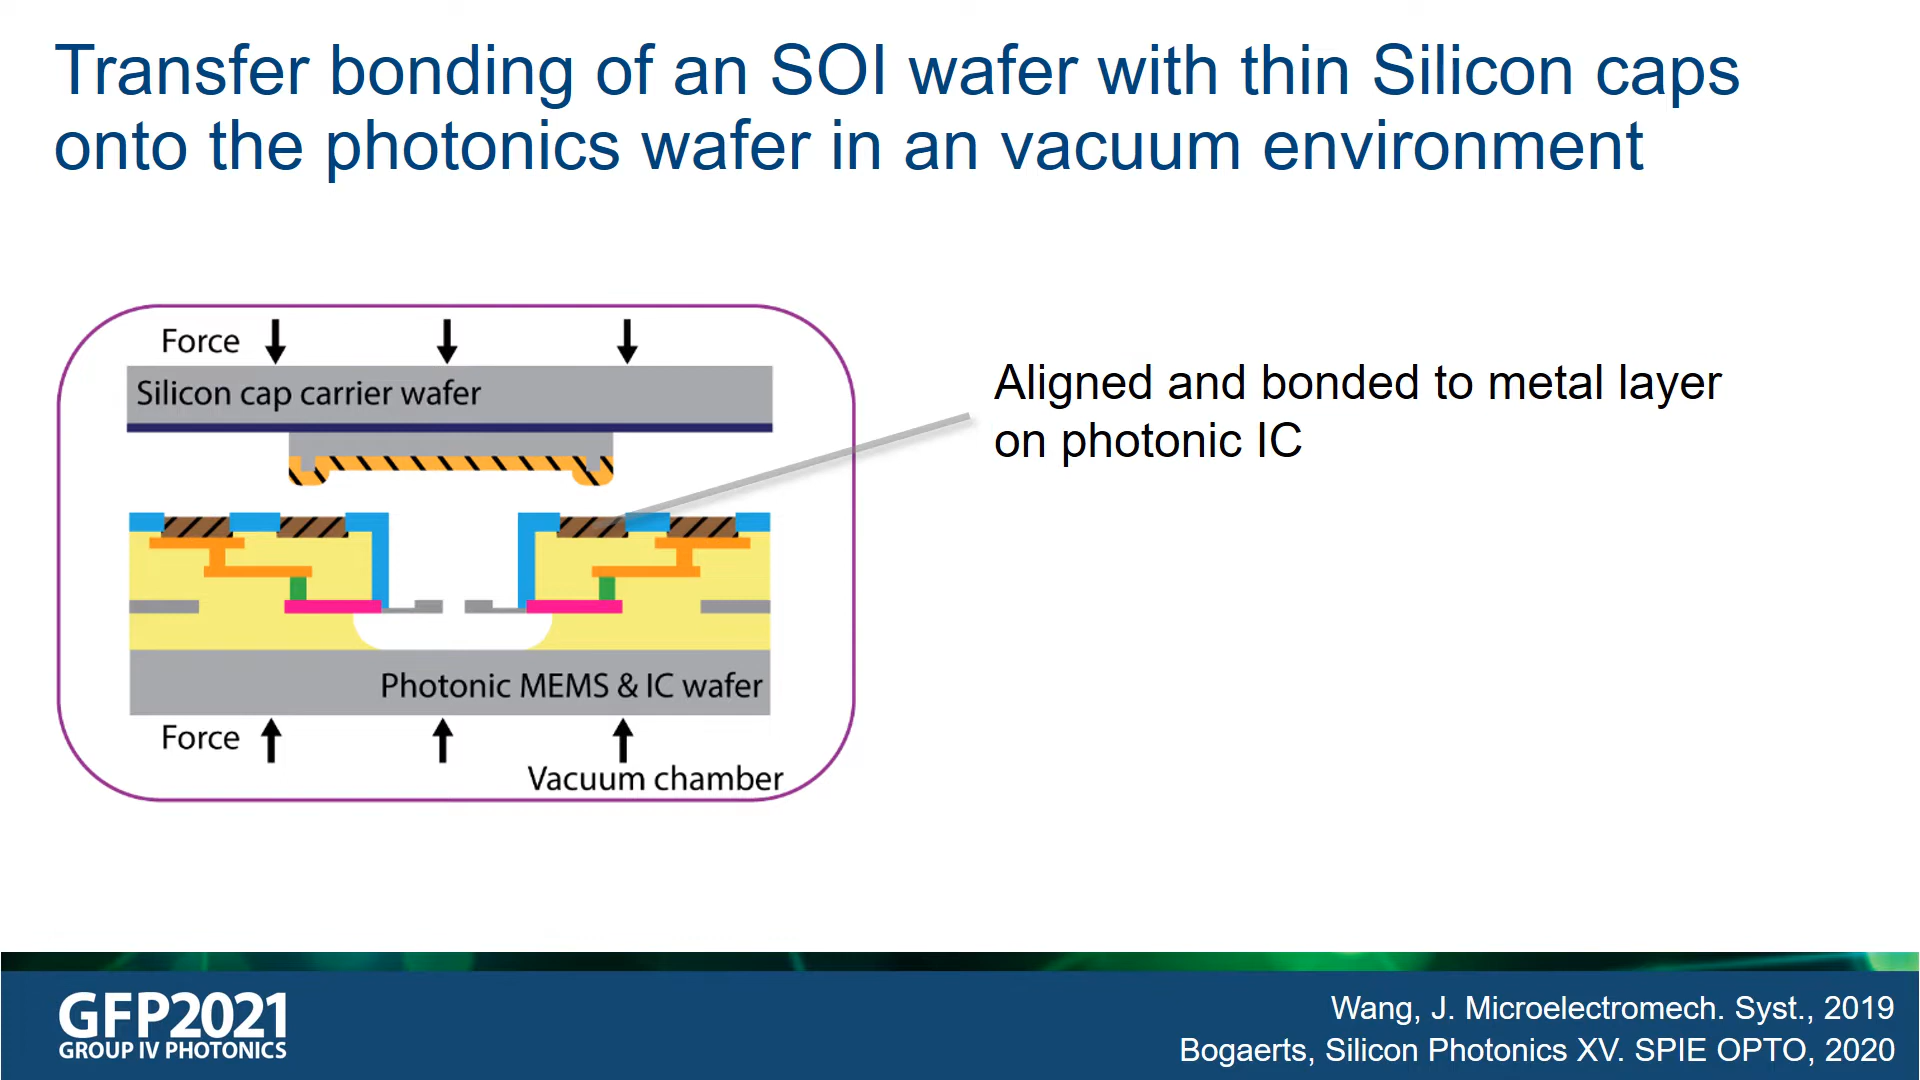 Transfer bonding of an SOI wafer with thin Silicon caps
onto the photonics wafer in an vacuum environment
Force
Silicon cap carrier wafer
Aligned and bonded to metal layer
on photonic IC
Photonic MEMS & IC wafer
Force
Vacuum chamber
GFP2021
GROUP IV PHOTONICS
Wang, J. Microelectromech. Syst., 2019
Bogaerts, Silicon Photonics XV. SPIE OPTO, 2020